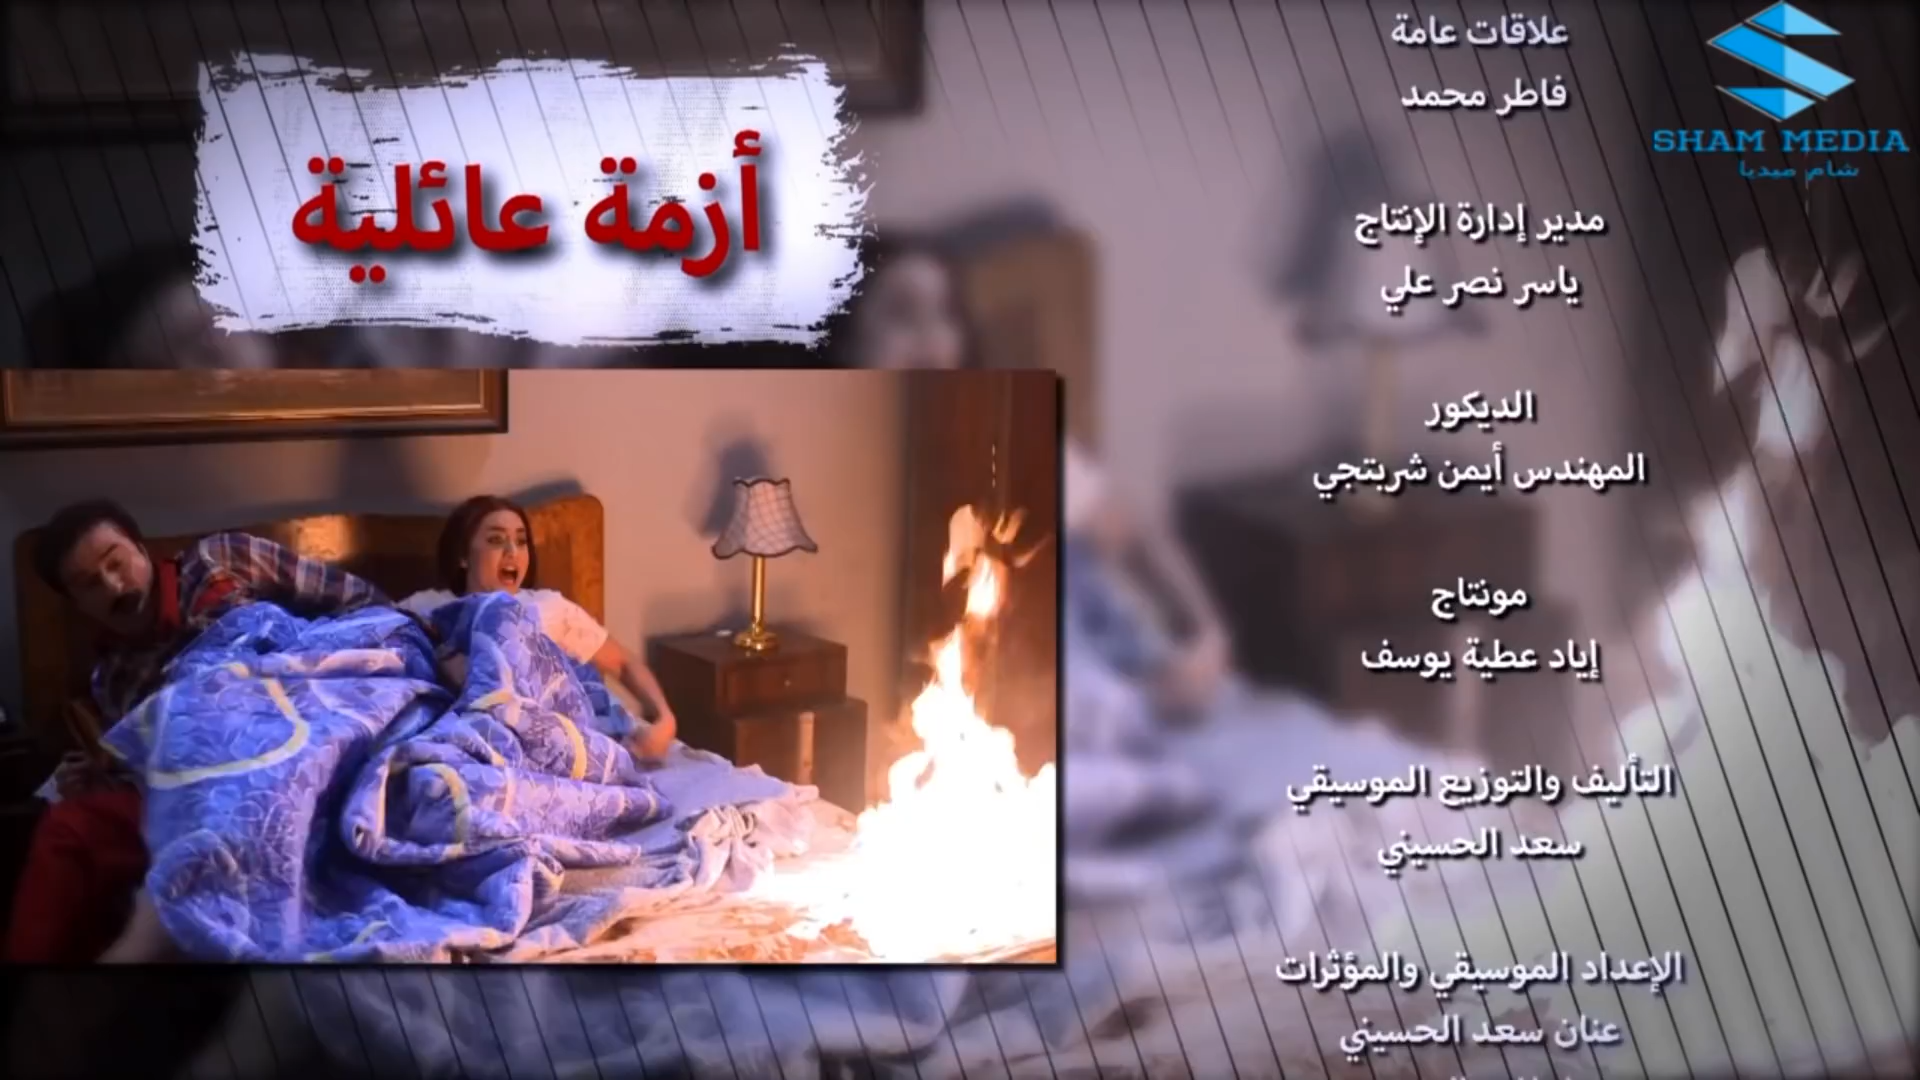 أزمة عائلية
علاقات عامة
فاطر محمد
مدير إدارة الإنتاج
ياسر نصر علي
الديكور
المهندس أيمن شربتجي
مونتاج
إياد عطية يوسف
التأليف والتوزيع الموسيقي
سعد الحسيني
الإعداد الموسيقي والمؤثرات
عنان سعد الحسيني
SHAM MEDIA
شام ميديا